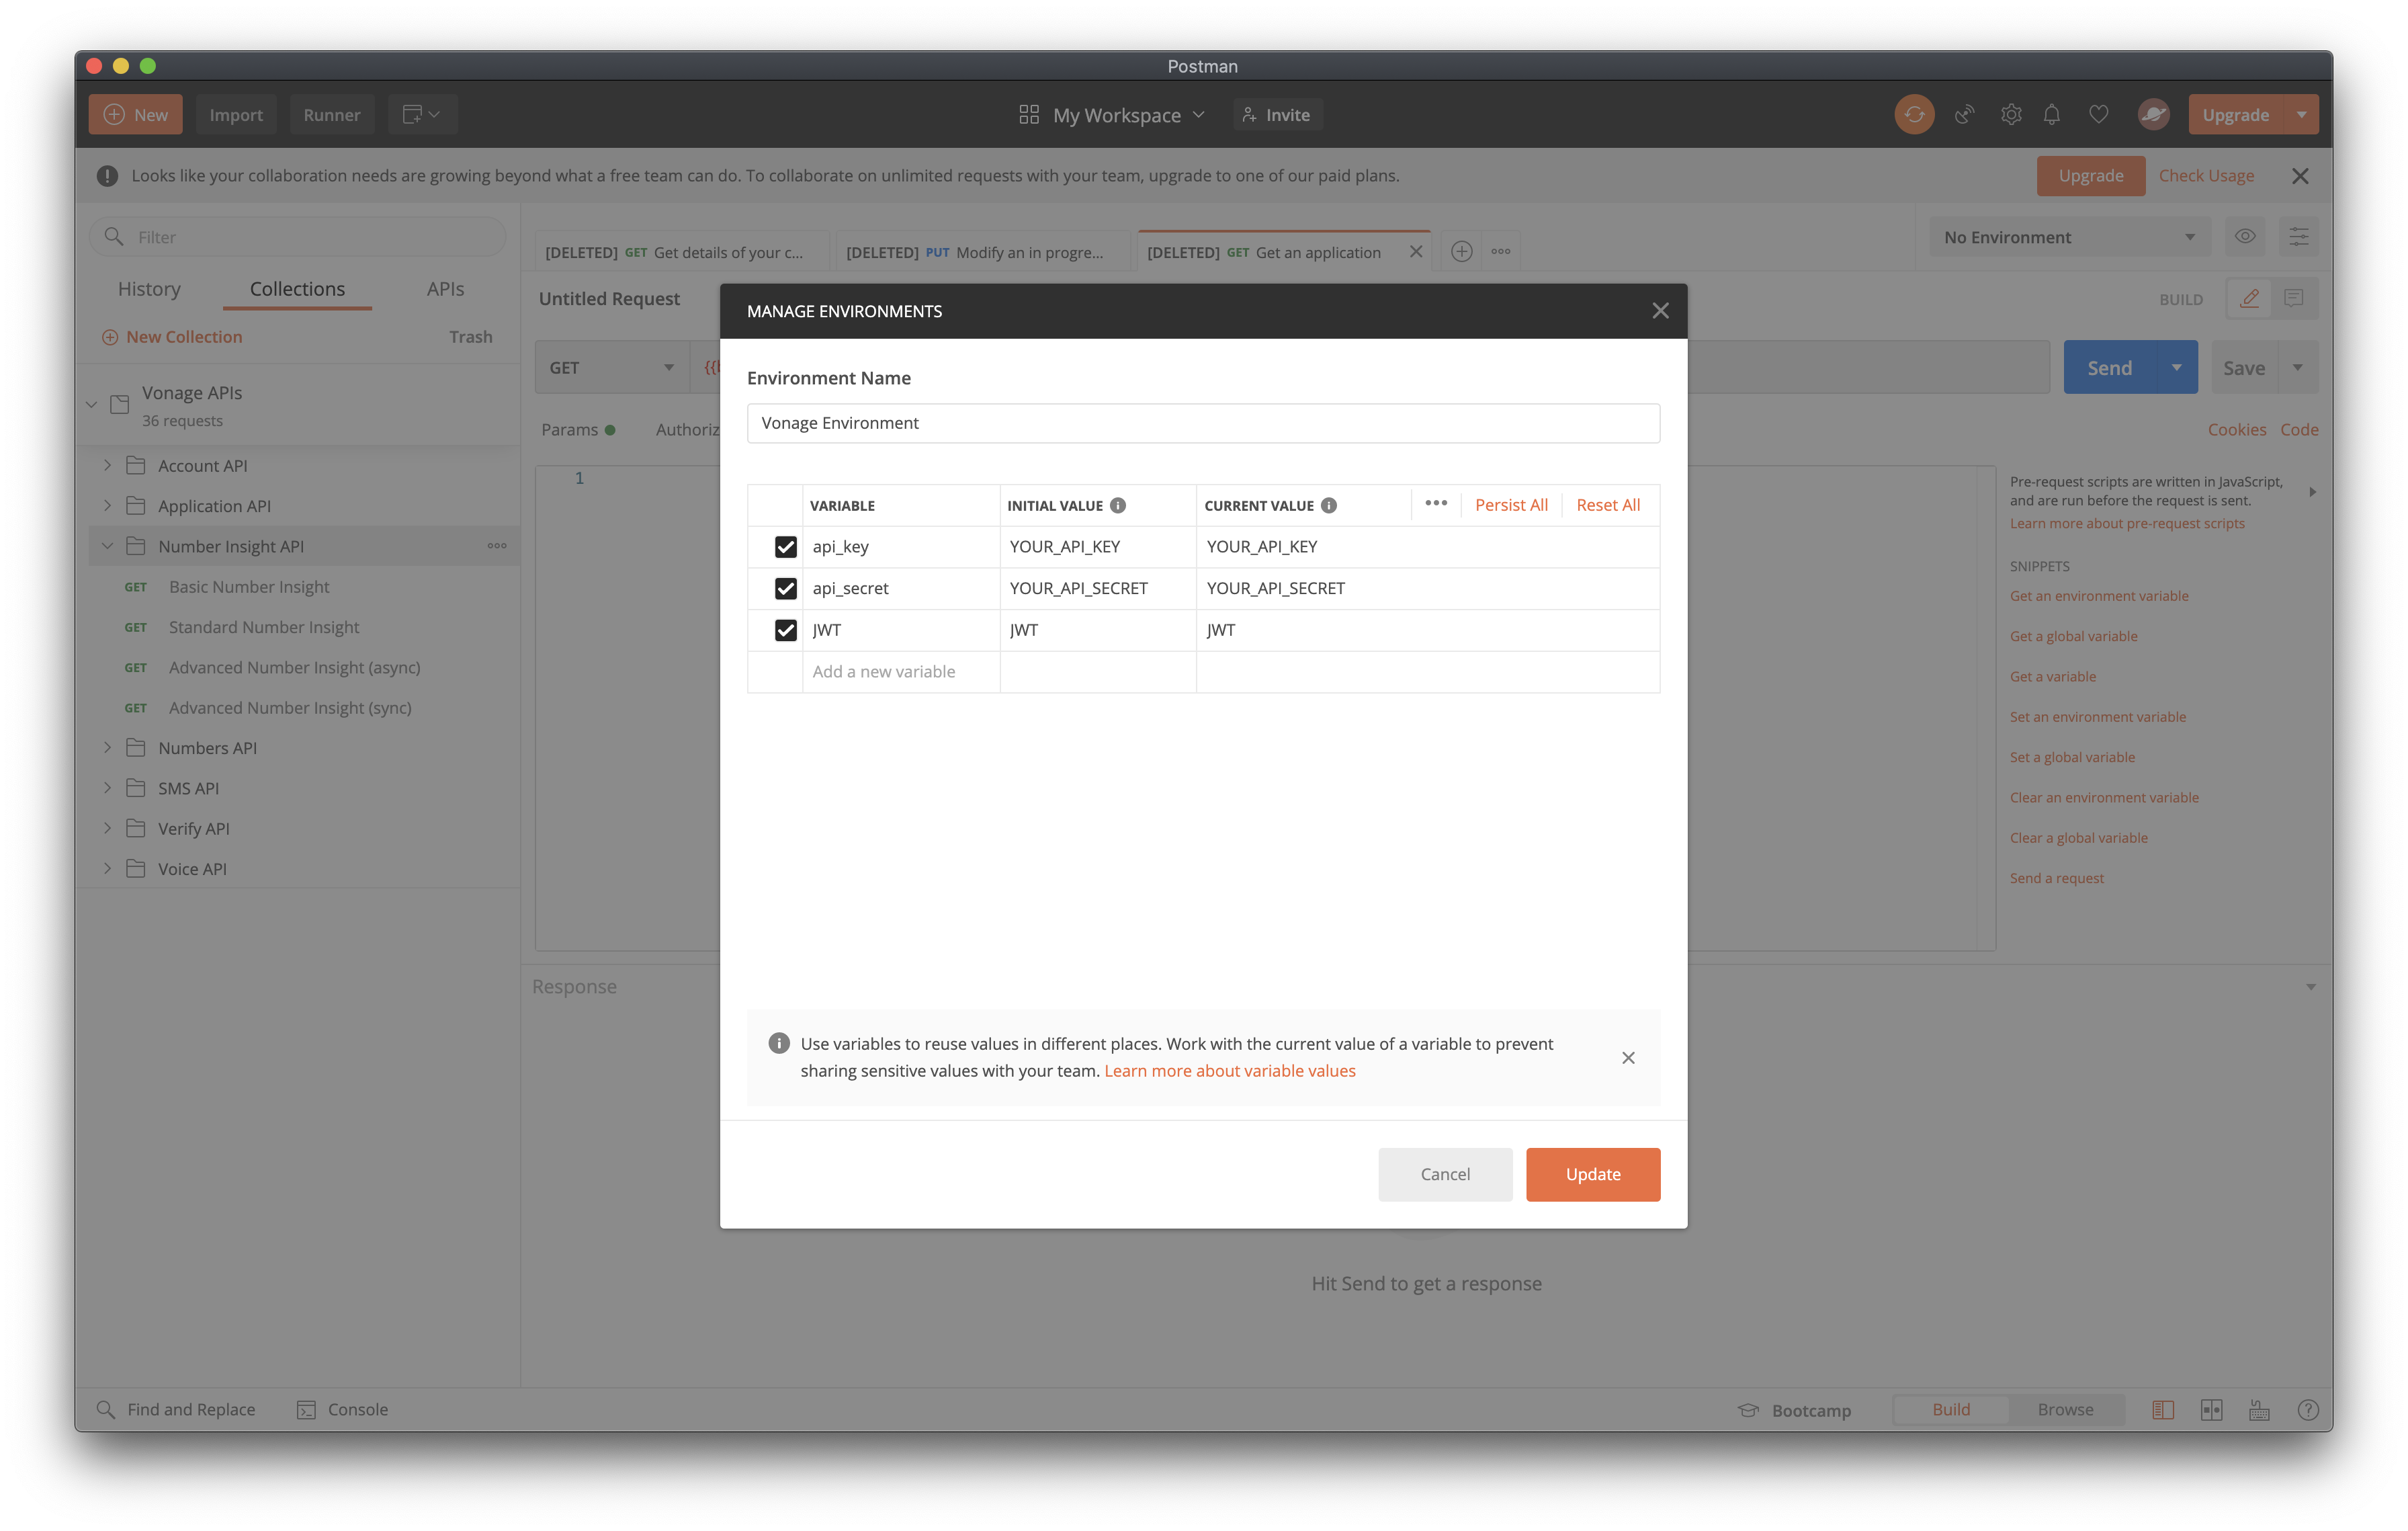 Postman
New Import Runner My Workspace Invite Upgrade
Looks like your collaboration needs are growing beyond what a free team can do. To collaborate on unlimited requests with your team, upgrade to one of our paid plans. Upgrade Check Usage
Filter
[DELETED] GET Get details of your c... [DELETED] PUT Modify an in progre... [DELETED] GET Get an application No Environment
History Collections APIs
Untitled Request BUILD
New Collection Trash
GET Send Save
Vonage APIs
36 requests
Params Authoriz Cookies Code
Account API
Application API
Number Insight API
GET Basic Number Insight
GET Standard Number Insight
GET Advanced Number Insight (async)
GET Advanced Number Insight (sync)
Numbers API
SMS API
Verify API
Voice API
1
MANAGE ENVIRONMENTS
Environment Name
Vonage Environment
VARIABLE INITIAL VALUE CURRENT VALUE Persist All Reset All
api_key YOUR_API_KEY YOUR_API_KEY
api_secret YOUR_API_SECRET YOUR_API_SECRET
JWT JWT JWT
Add a new variable
Use variables to reuse values in different places. Work with the current value of a variable to prevent
sharing sensitive values with your team. Learn more about variable values
Cancel Update
Pre-request scripts are written in JavaScript,
and are run before the request is sent.
Learn more about pre-request scripts
SNIPPETS
Get an environment variable
Get a global variable
Get a variable
Set an environment variable
Set a global variable
Clear an environment variable
Clear a global variable
Send a request
Response
Hit Send to get a response
Find and Replace Console Bootcamp Build Browse